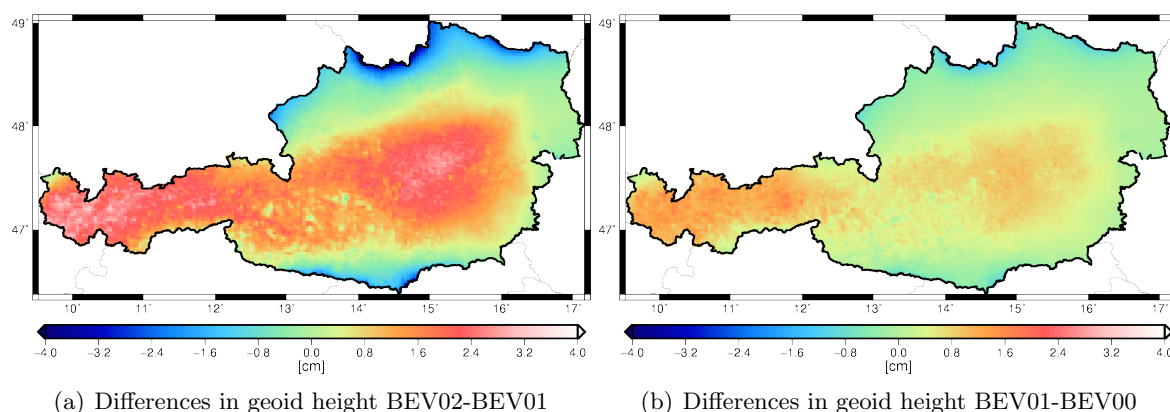 49°
48°
47°
10° 11° 12° 13° 14° 15° 16° 17°
−4.0 −3.2 −2.4 −1.6 −0.8 0.0 0.8 1.6 2.4 3.2 4.0
[cm]
(a) Differences in geoid height BEV02-BEV01
49°
48°
47°
10° 11° 12° 13° 14° 15° 16° 17°
−4.0 −3.2 −2.4 −1.6 −0.8 0.0 0.8 1.6 2.4 3.2 4.0
[cm]
(b) Differences in geoid height BEV01-BEV00